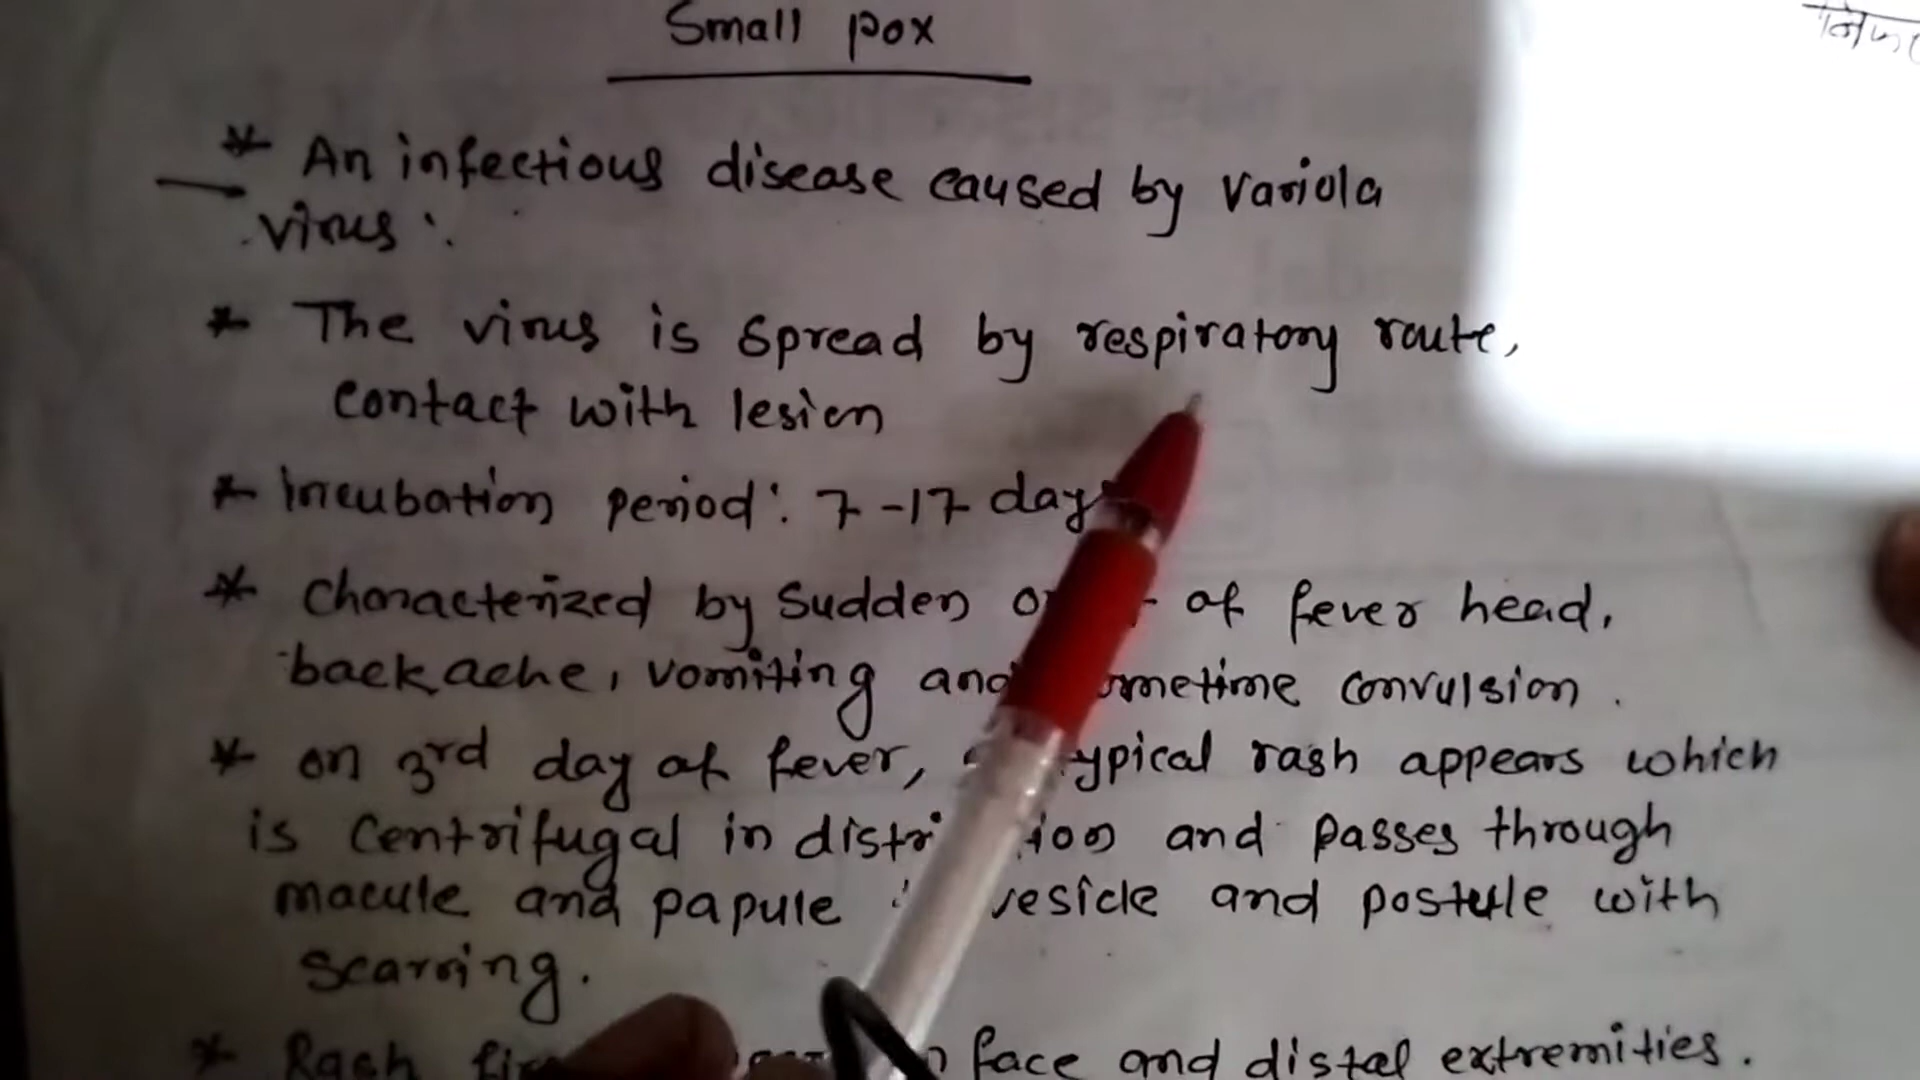 Small pox
* An infectious disease caused by Variola
virus :
* The virus is spread by respiratory route,
contact with lesion
* Incubation period : 7-17 day
* Characterized by Sudden of fever head,
backache, vomiting and convulsion .
* on 3rd day of fever, rash appears which
is Centrifugal in and passes through
macule and papule vesicle and postule with
scarring.
* Rash face and distal extremities .